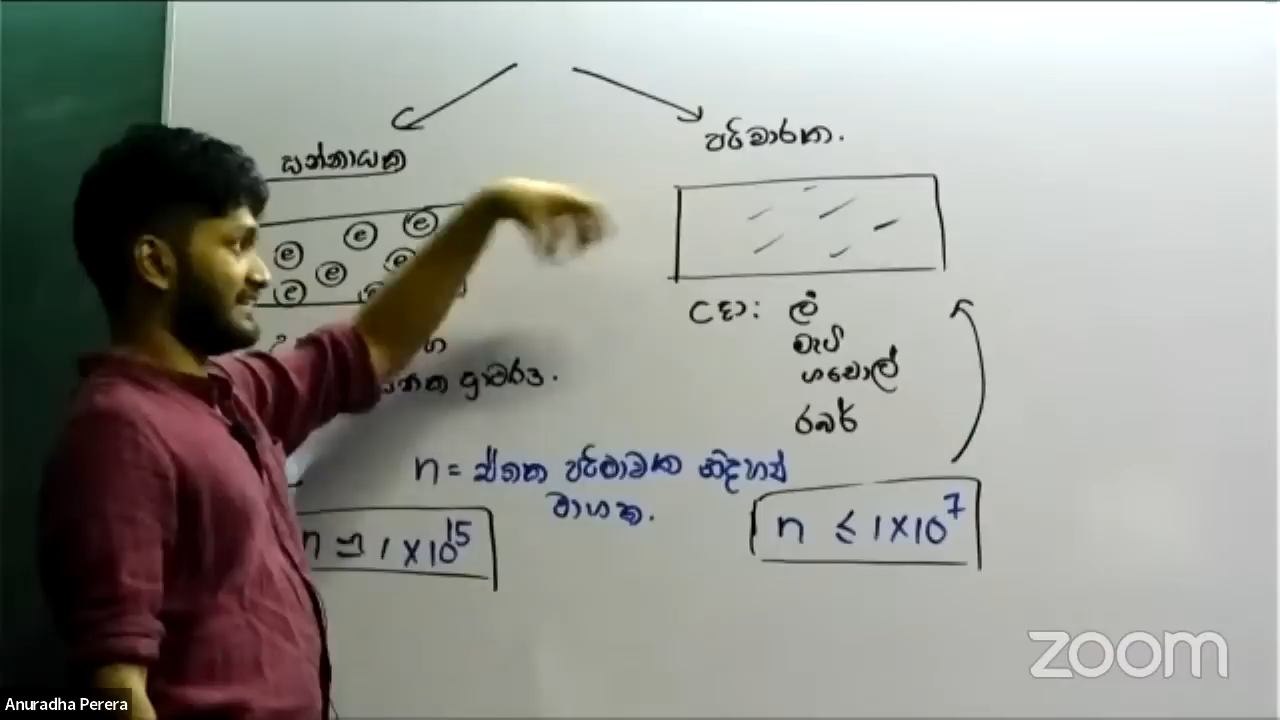 සන්නායක
පරිවාරක.
e e e
e e
e
උදා: ලී
මැටි
ගඩොල්
රබර්
n = ඒකක පරිමාවක නිදහස්
වාහක.
n ≥ 1 × 10^15
n ≤ 1 × 10^7
zoom
Anuradha Perera